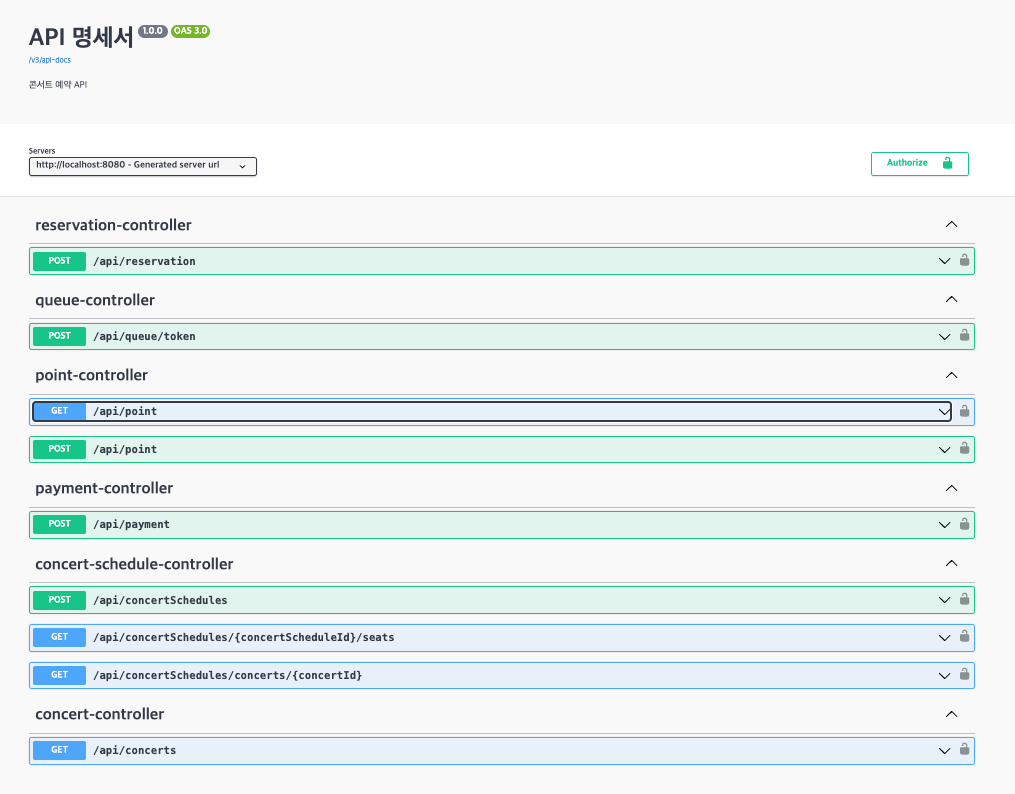 API 명세서 1.0.0 OAS 3.0
/v3/api-docs
콘서트 예약 API
Servers
http://localhost:8080 - Generated server url
Authorize
reservation-controller
POST /api/reservation
queue-controller
POST /api/queue/token
point-controller
GET /api/point
POST /api/point
payment-controller
POST /api/payment
concert-schedule-controller
POST /api/concertSchedules
GET /api/concertSchedules/{concertScheduleId}/seats
GET /api/concertSchedules/concerts/{concertId}
concert-controller
GET /api/concerts